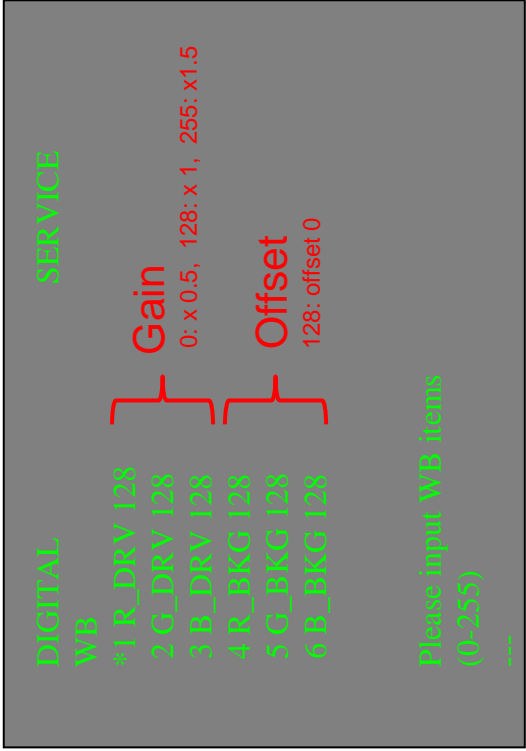 DIGITAL SERVICE
WB
*1 R_DRV 128
2 G_DRV 128
3 B_DRV 128
4 R_BKG 128
5 G_BKG 128
6 B_BKG 128
Gain
0: x 0.5, 128: x 1, 255: x1.5
Offset
128: offset 0
Please input WB items
(0-255)
---